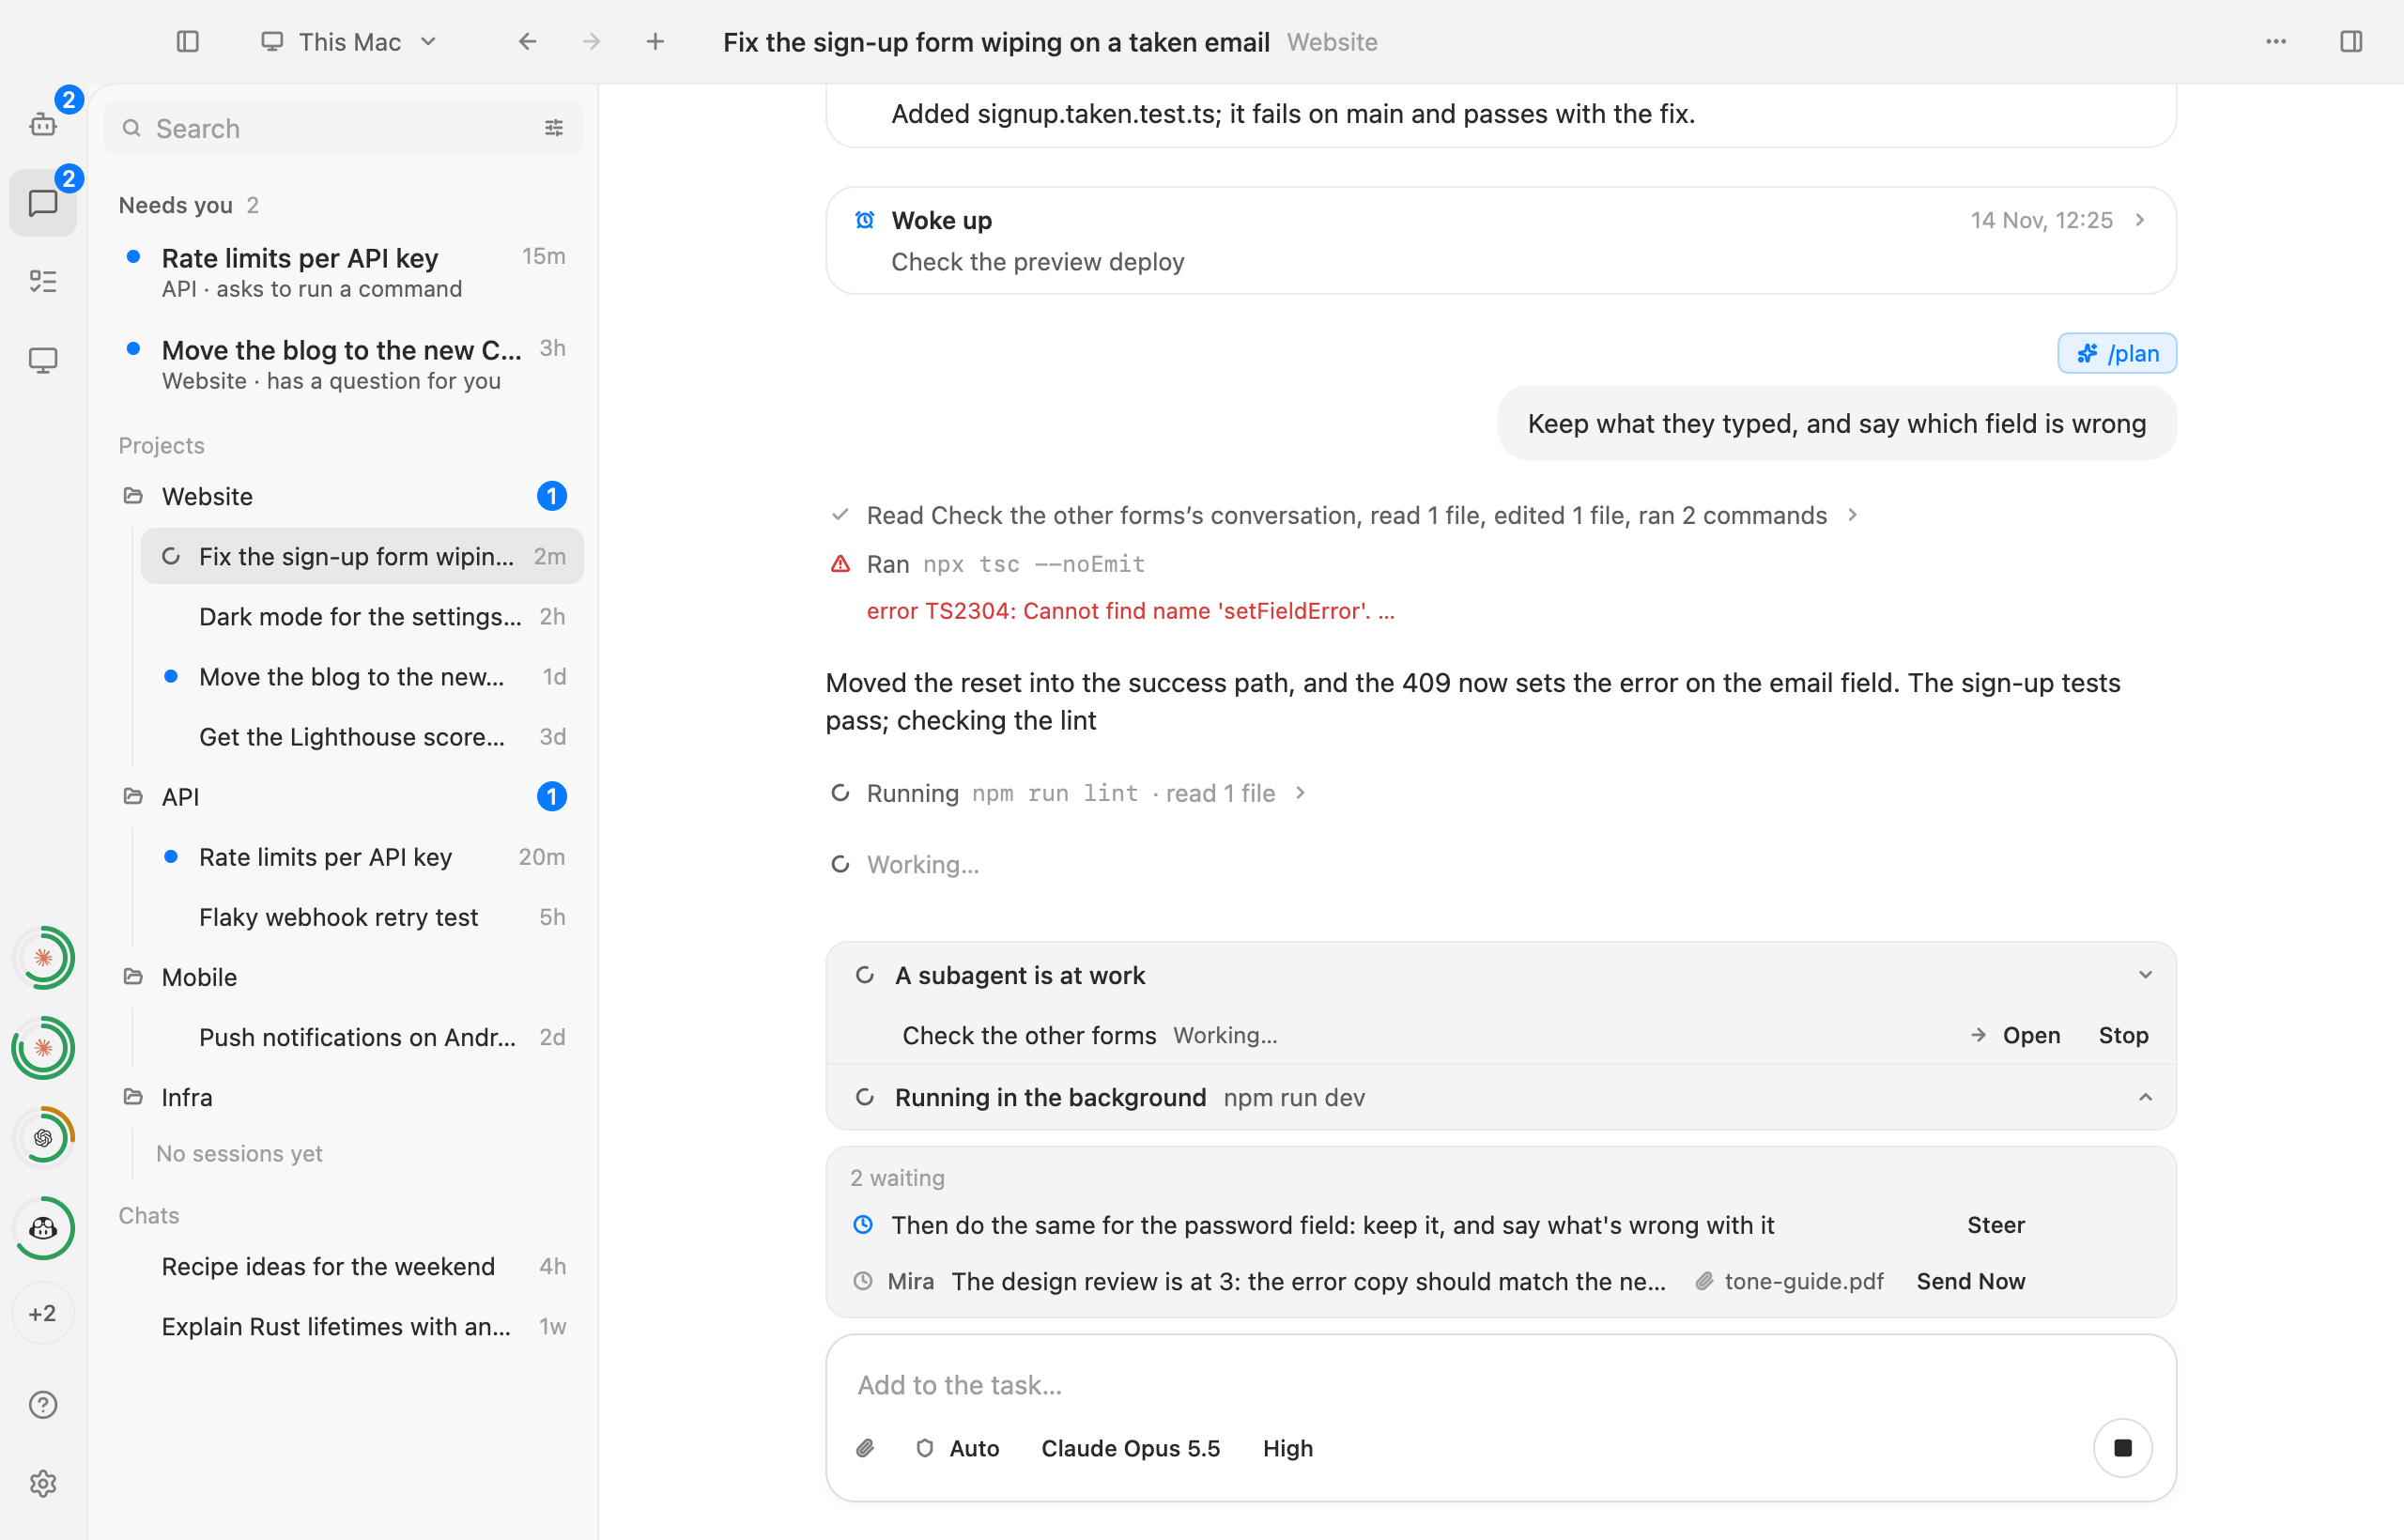 This Mac
Fix the sign-up form wiping on a taken email Website
2
2
Search
Needs you 2
Rate limits per API key 15m
API · asks to run a command
Move the blog to the new C... 3h
Website · has a question for you
Projects
Website 1
Fix the sign-up form wipin... 2m
Dark mode for the settings... 2h
Move the blog to the new... 1d
Get the Lighthouse score... 3d
API 1
Rate limits per API key 20m
Flaky webhook retry test 5h
Mobile
Push notifications on Andr... 2d
Infra
No sessions yet
Chats
Recipe ideas for the weekend 4h
Explain Rust lifetimes with an... 1w
+2
Added signup.taken.test.ts; it fails on main and passes with the fix.
Woke up 14 Nov, 12:25
Check the preview deploy
/plan
Keep what they typed, and say which field is wrong
Read Check the other forms’s conversation, read 1 file, edited 1 file, ran 2 commands
Ran npx tsc --noEmit
error TS2304: Cannot find name 'setFieldError'. ...
Moved the reset into the success path, and the 409 now sets the error on the email field. The sign-up tests
pass; checking the lint
Running npm run lint · read 1 file
Working...
A subagent is at work
Check the other forms Working... Open Stop
Running in the background npm run dev
2 waiting
Then do the same for the password field: keep it, and say what's wrong with it Steer
Mira The design review is at 3: the error copy should match the ne... tone-guide.pdf Send Now
Add to the task...
Auto Claude Opus 5.5 High